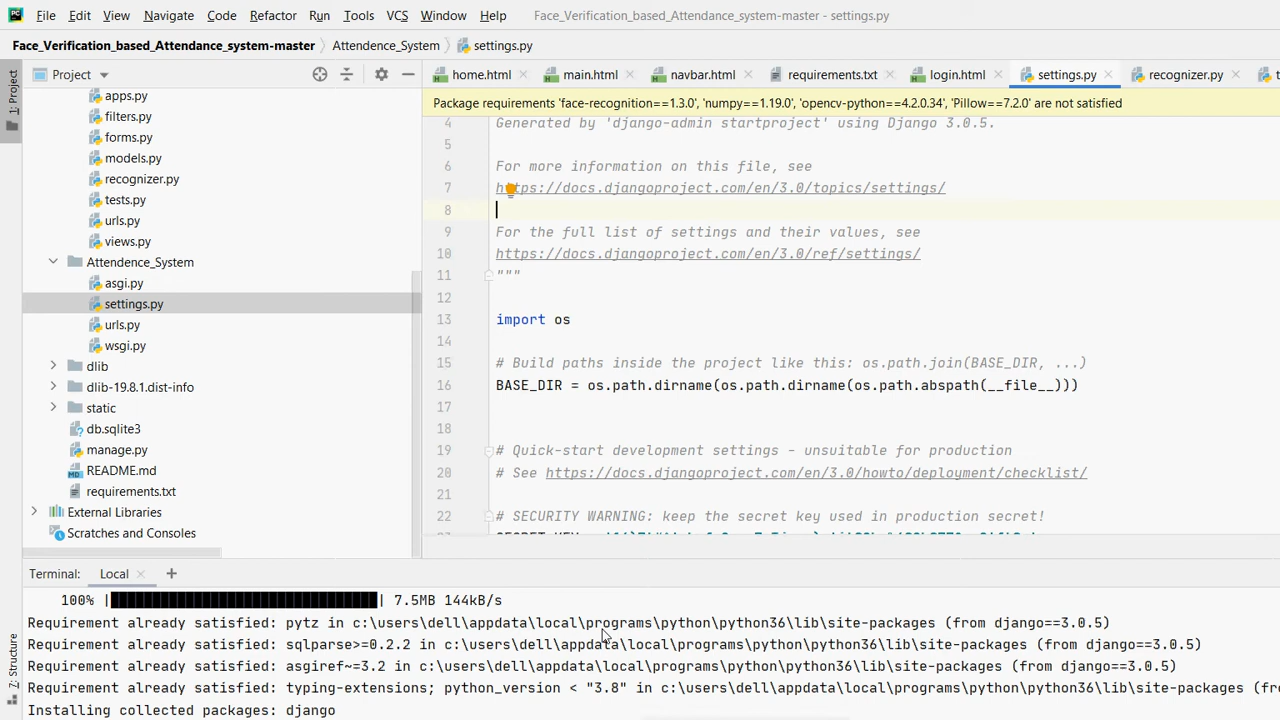 File Edit View Navigate Code Refactor Run Tools VCS Window Help Face_Verification_based_Attendance_system-master - settings.py
Face_Verification_based_Attendance_system-master Attendence_System settings.py
1: Project
Project
home.html main.html navbar.html requirements.txt login.html settings.py recognizer.py
Package requirements 'face-recognition==1.3.0', 'numpy==1.19.0', 'opencv-python==4.2.0.34', 'Pillow==7.2.0' are not satisfied
apps.py
filters.py
forms.py
models.py
recognizer.py
tests.py
urls.py
views.py
Attendence_System
asgi.py
settings.py
urls.py
wsgi.py
dlib
dlib-19.8.1.dist-info
static
db.sqlite3
manage.py
README.md
requirements.txt
External Libraries
Scratches and Consoles
4 Generated by 'django-admin startproject' using Django 3.0.5.
5
6 For more information on this file, see
7 https://docs.djangoproject.com/en/3.0/topics/settings/
8
9 For the full list of settings and their values, see
10 https://docs.djangoproject.com/en/3.0/ref/settings/
11 """
12
13 import os
14
15 # Build paths inside the project like this: os.path.join(BASE_DIR, ...)
16 BASE_DIR = os.path.dirname(os.path.dirname(os.path.abspath(__file__)))
17
18
19 # Quick-start development settings - unsuitable for production
20 # See https://docs.djangoproject.com/en/3.0/howto/deployment/checklist/
21
22 # SECURITY WARNING: keep the secret key used in production secret!
Terminal: Local +
100% 7.5MB 144kB/s
Requirement already satisfied: pytz in c:\users\dell\appdata\local\programs\python\python36\lib\site-packages (from django==3.0.5)
Requirement already satisfied: sqlparse>=0.2.2 in c:\users\dell\appdata\local\programs\python\python36\lib\site-packages (from django==3.0.5)
Requirement already satisfied: asgiref~=3.2 in c:\users\dell\appdata\local\programs\python\python36\lib\site-packages (from django==3.0.5)
Requirement already satisfied: typing-extensions; python_version < "3.8" in c:\users\dell\appdata\local\programs\python\python36\lib\site-packages (fro
Installing collected packages: django
7: Structure